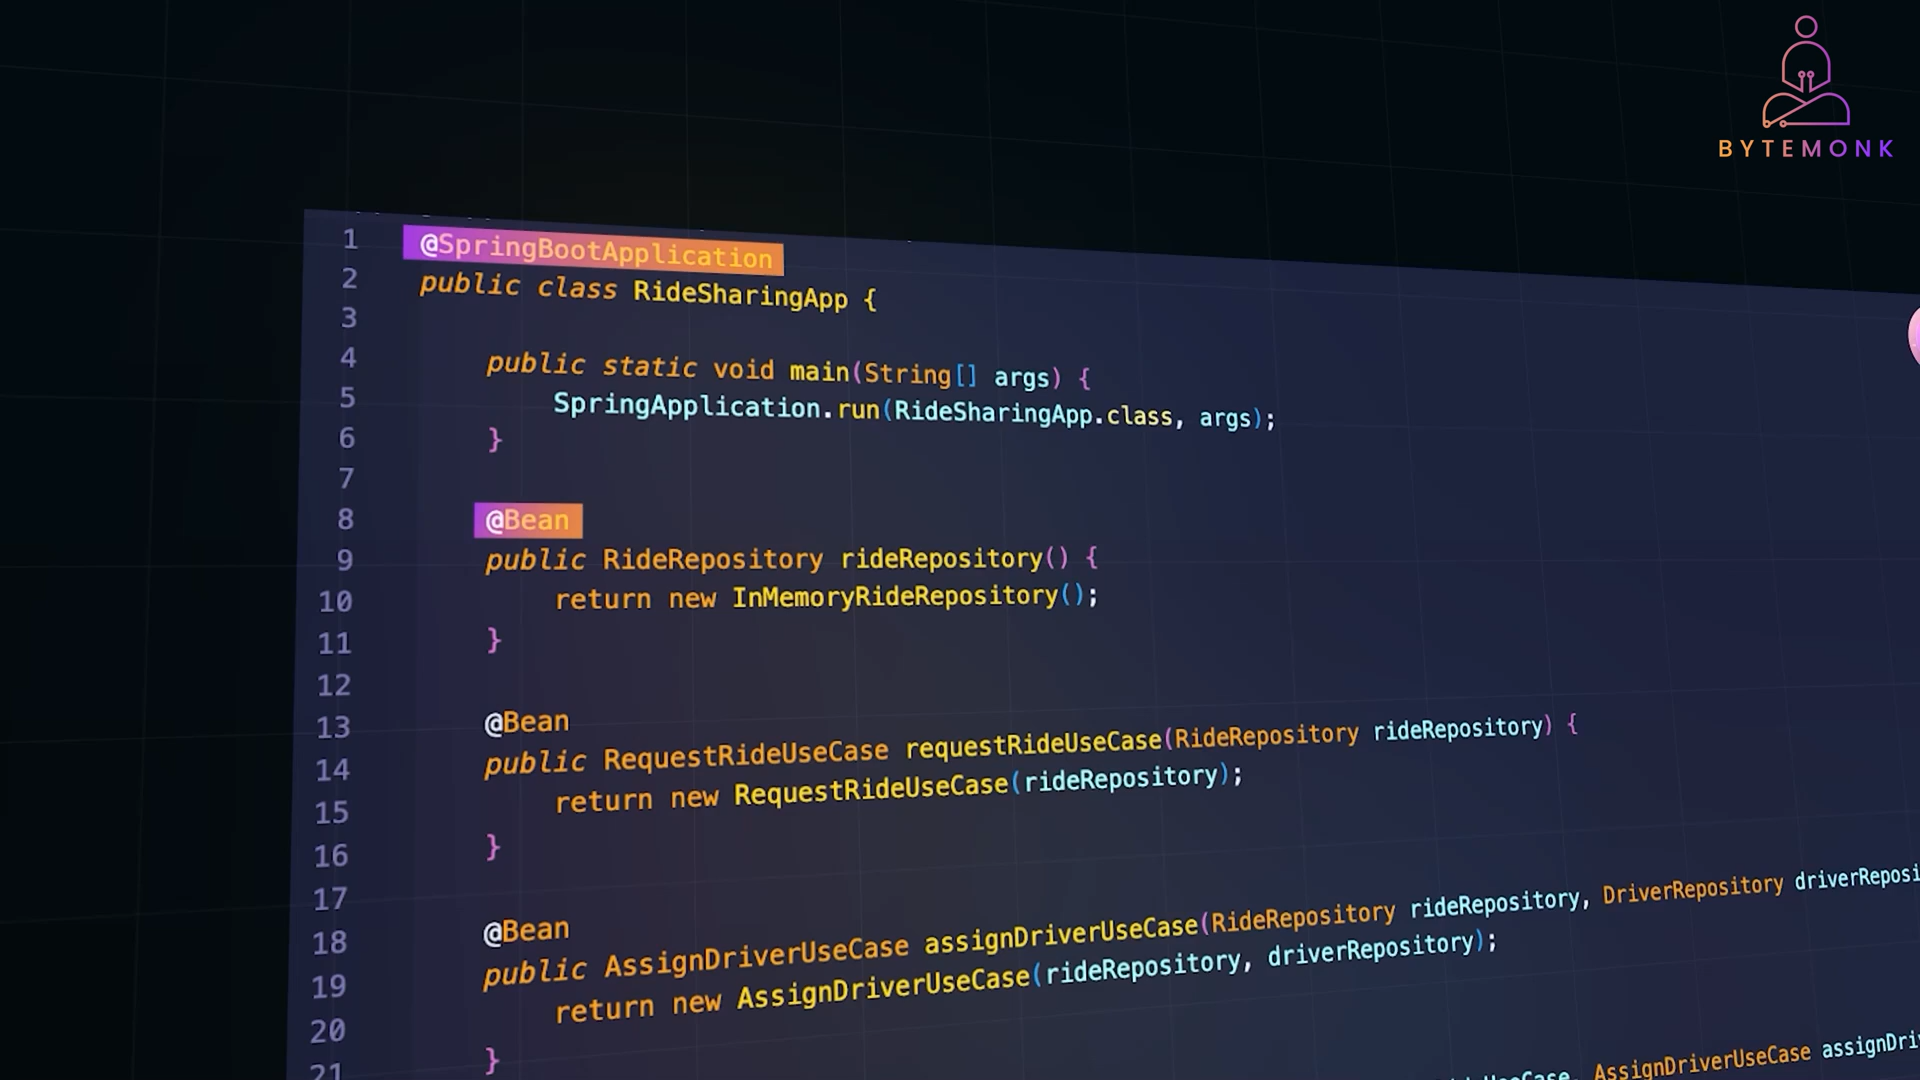 BYTEMONK
1 @SpringBootApplication
2 public class RideSharingApp {
3
4 public static void main(String[] args) {
5 SpringApplication.run(RideSharingApp.class, args);
6 }
7
8 @Bean
9 public RideRepository rideRepository() {
10 return new InMemoryRideRepository();
11 }
12
13 @Bean
14 public RequestRideUseCase requestRideUseCase(RideRepository rideRepository) {
15 return new RequestRideUseCase(rideRepository);
16 }
17
18 @Bean
19 public AssignDriverUseCase assignDriverUseCase(RideRepository rideRepository, DriverRepository driverReposi
20 return new AssignDriverUseCase(rideRepository, driverRepository);
21 }
AssignDriverUseCase assignDri